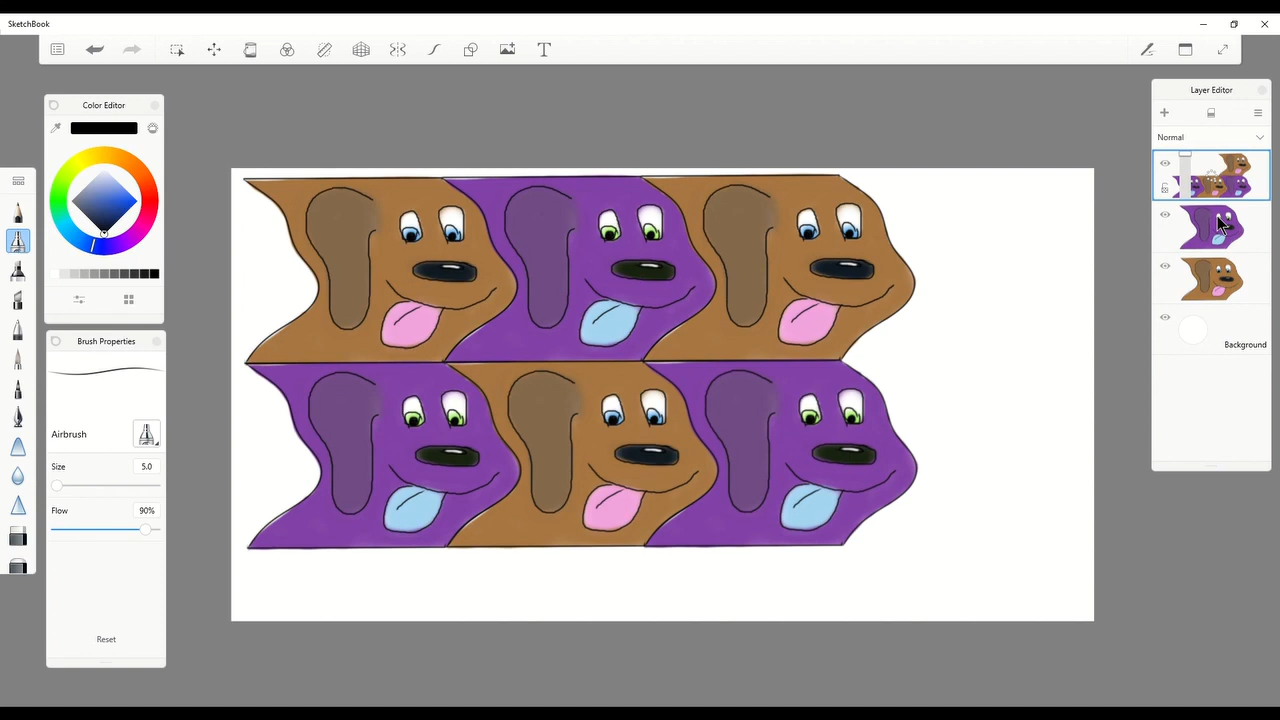 SketchBook
T
Color Editor
Layer Editor
Normal
Background
Brush Properties
Airbrush
Size
5.0
Flow
90%
Reset